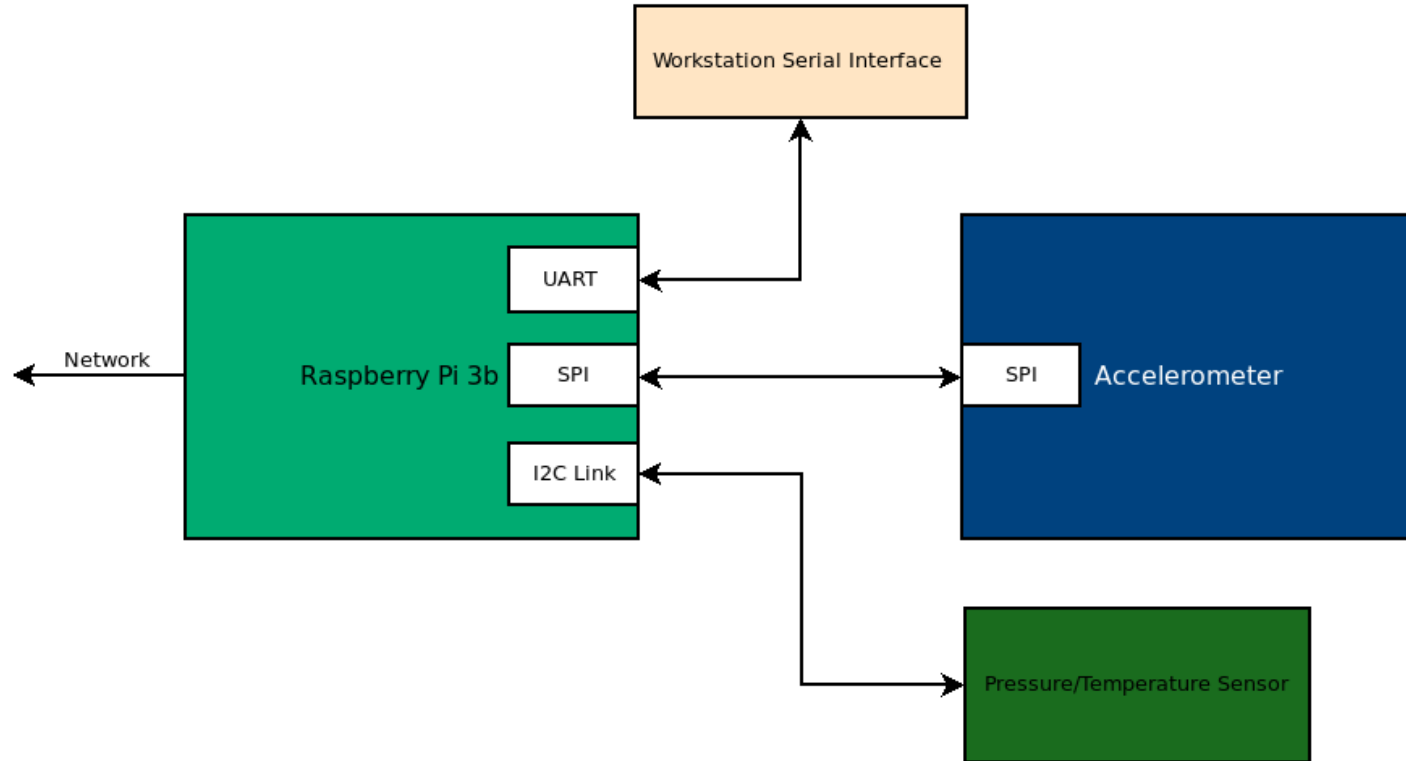 Workstation Serial Interface
UART
Network
Raspberry Pi 3b
SPI
SPI
Accelerometer
I2C Link
Pressure/Temperature Sensor